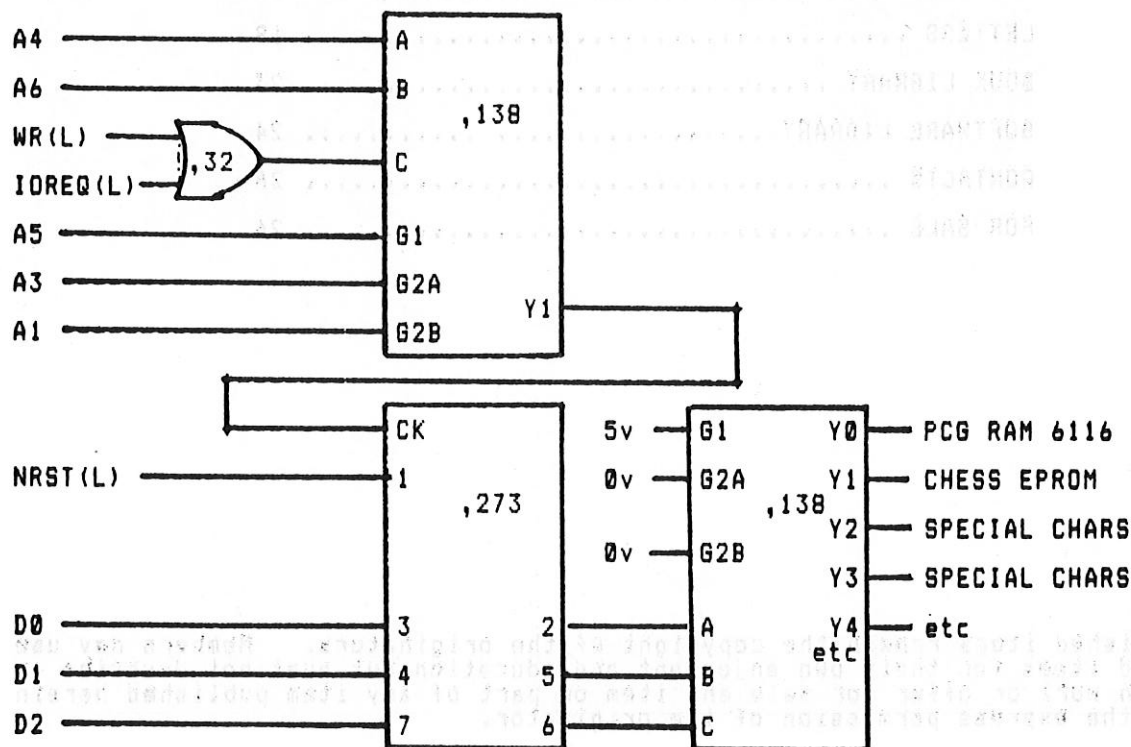 A4
A
A6
B
,138
WR(L)
,32
C
IOREQ(L)
A5
G1
A3
G2A
Y1
A1
G2B
CK
5v
G1
Y0
PCG RAM 6116
NRST(L)
1
0v
G2A
Y1
CHESS EPROM
,273
,138
Y2
SPECIAL CHARS
0v
G2B
Y3
SPECIAL CHARS
D0
3
2
A
Y4
etc
etc
D1
4
5
B
D2
7
6
C